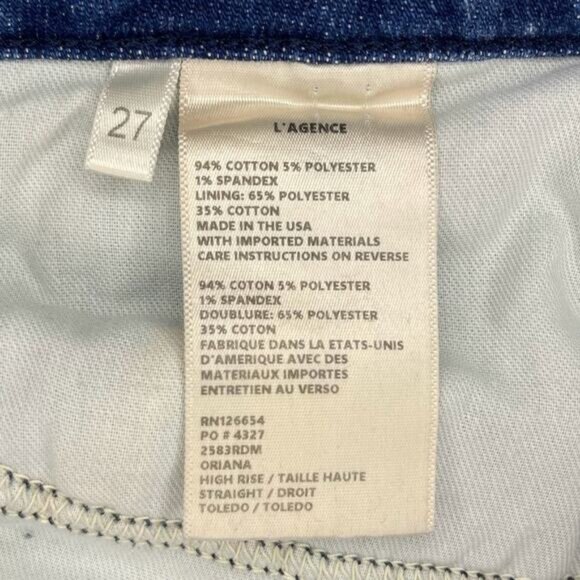 27
L'AGENCE
94% COTTON 5% POLYESTER
1% SPANDEX
LINING: 65% POLYESTER
35% COTTON
MADE IN THE USA
WITH IMPORTED MATERIALS
CARE INSTRUCTIONS ON REVERSE
94% COTON 5% POLYESTER
1% SPANDEX
DOUBLURE: 65% POLYESTER
35% COTON
FABRIQUE DANS LA ETATS-UNIS
D'AMERIQUE AVEC DES
MATERIAUX IMPORTES
ENTRETIEN AU VERSO
RN126654
PO # 4327
2583RDM
ORIANA
HIGH RISE / TAILLE HAUTE
STRAIGHT / DROIT
TOLEDO / TOLEDO